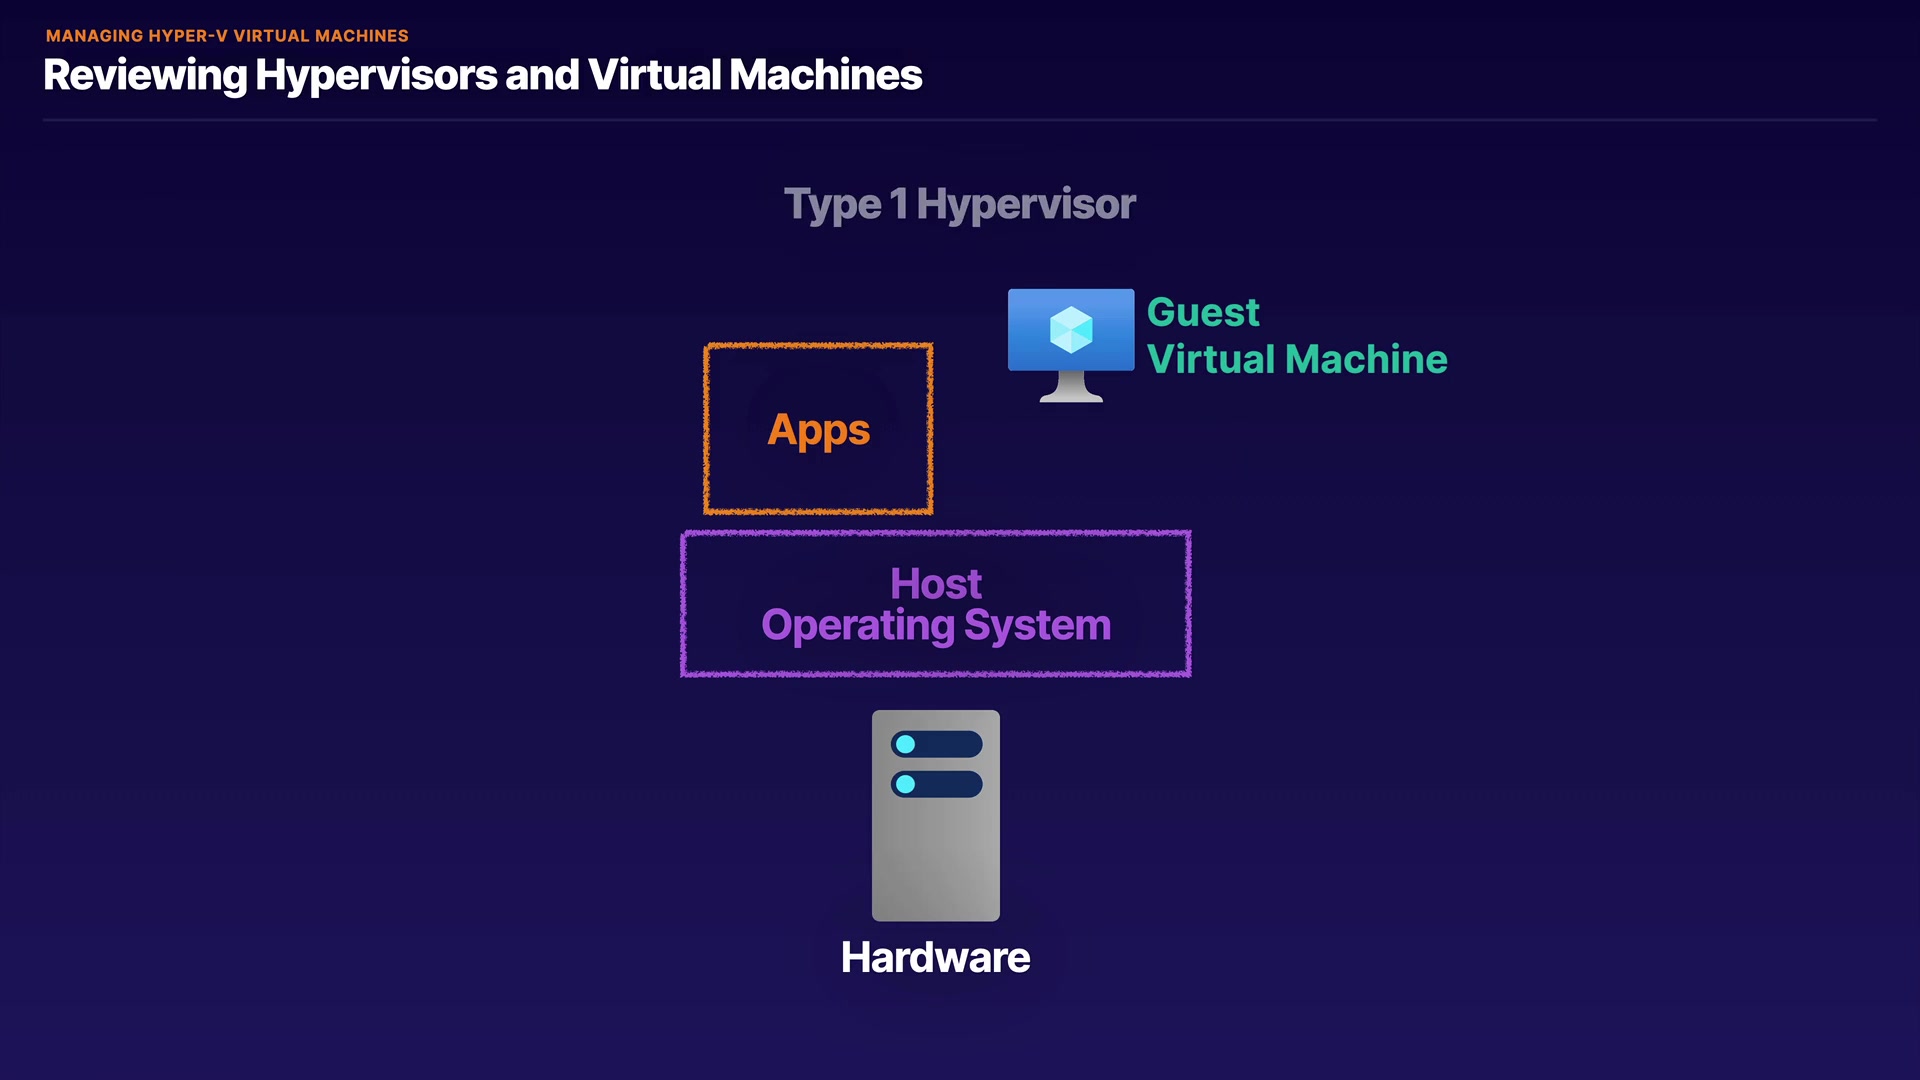 MANAGING HYPER-V VIRTUAL MACHINES
Reviewing Hypervisors and Virtual Machines
Type 1 Hypervisor
Guest
Virtual Machine
Apps
Host
Operating System
Hardware